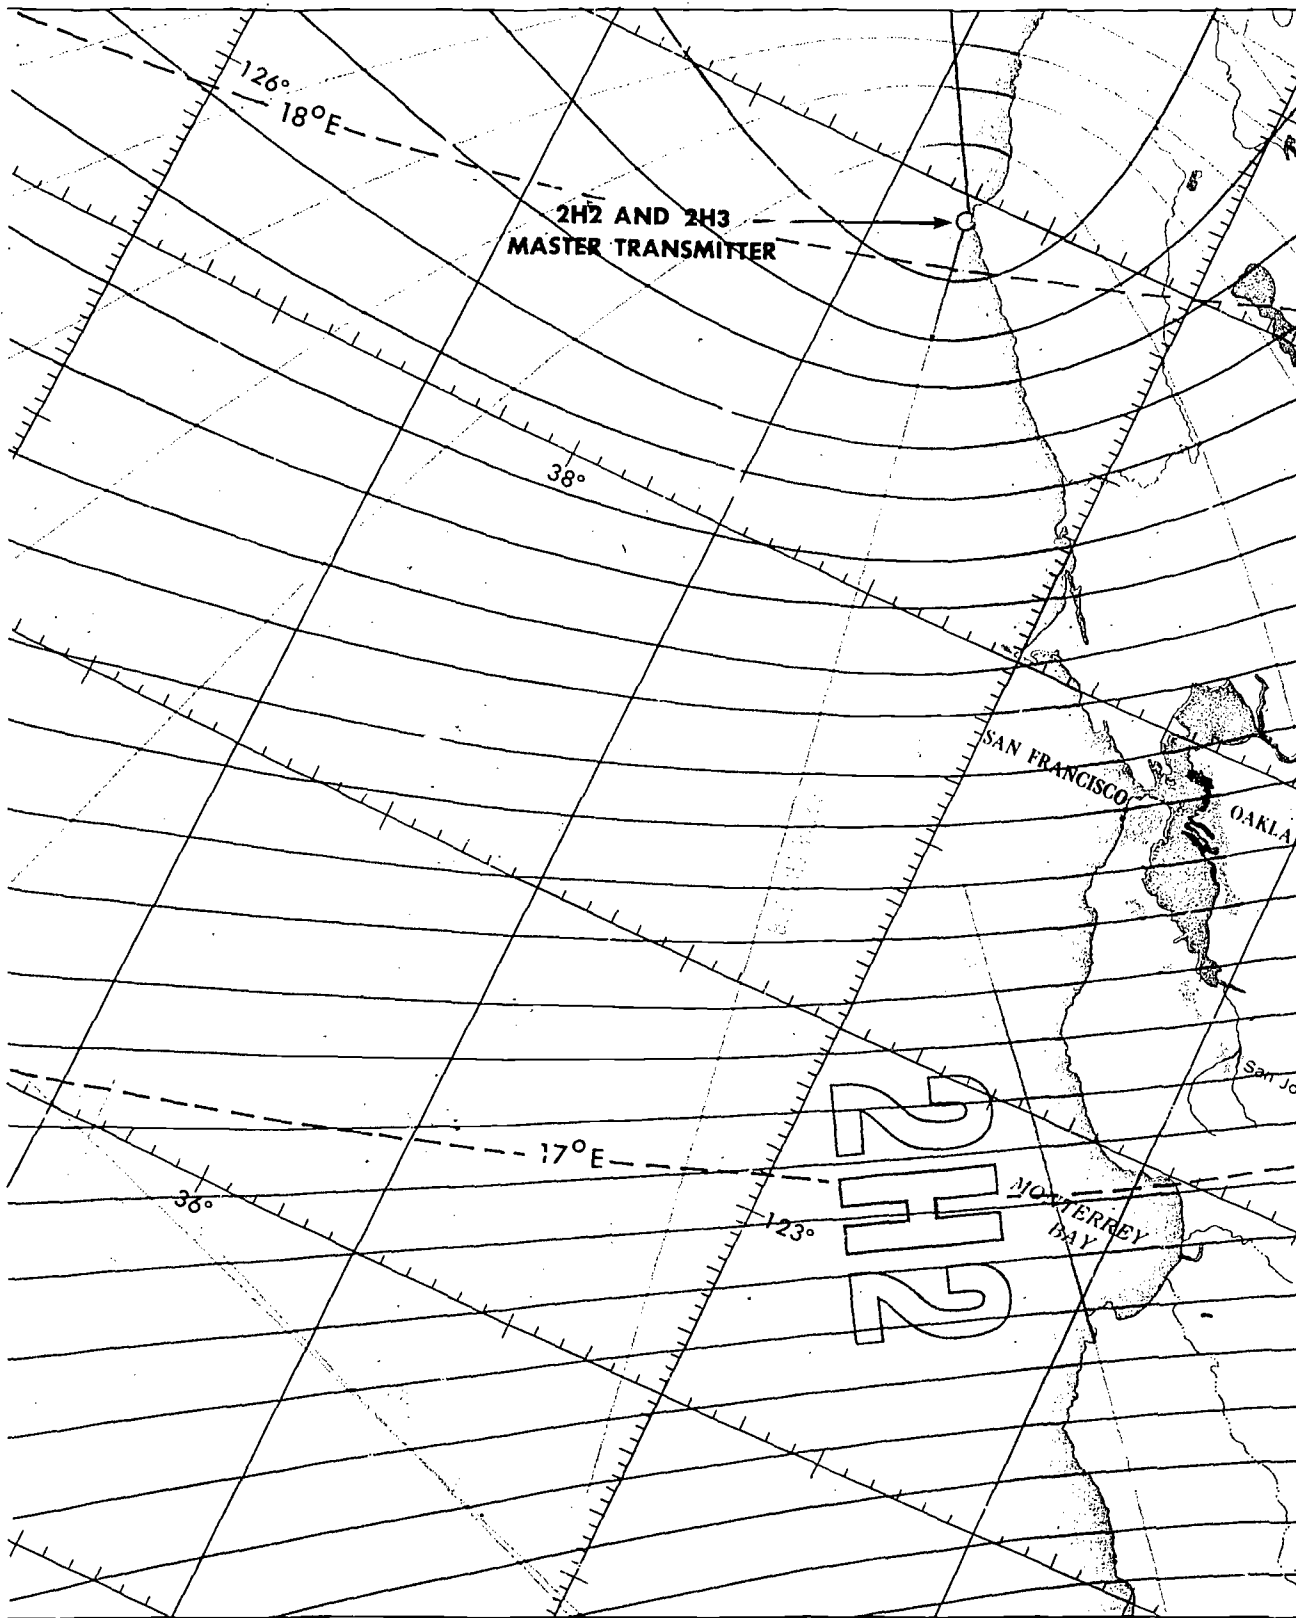 126°
18°E
2H2 AND 2H3
MASTER TRANSMITTER
38°
SAN FRANCISCO
OAKLA
San Jo
17°E
36°
123°
MONTERREY
BAY
2H2